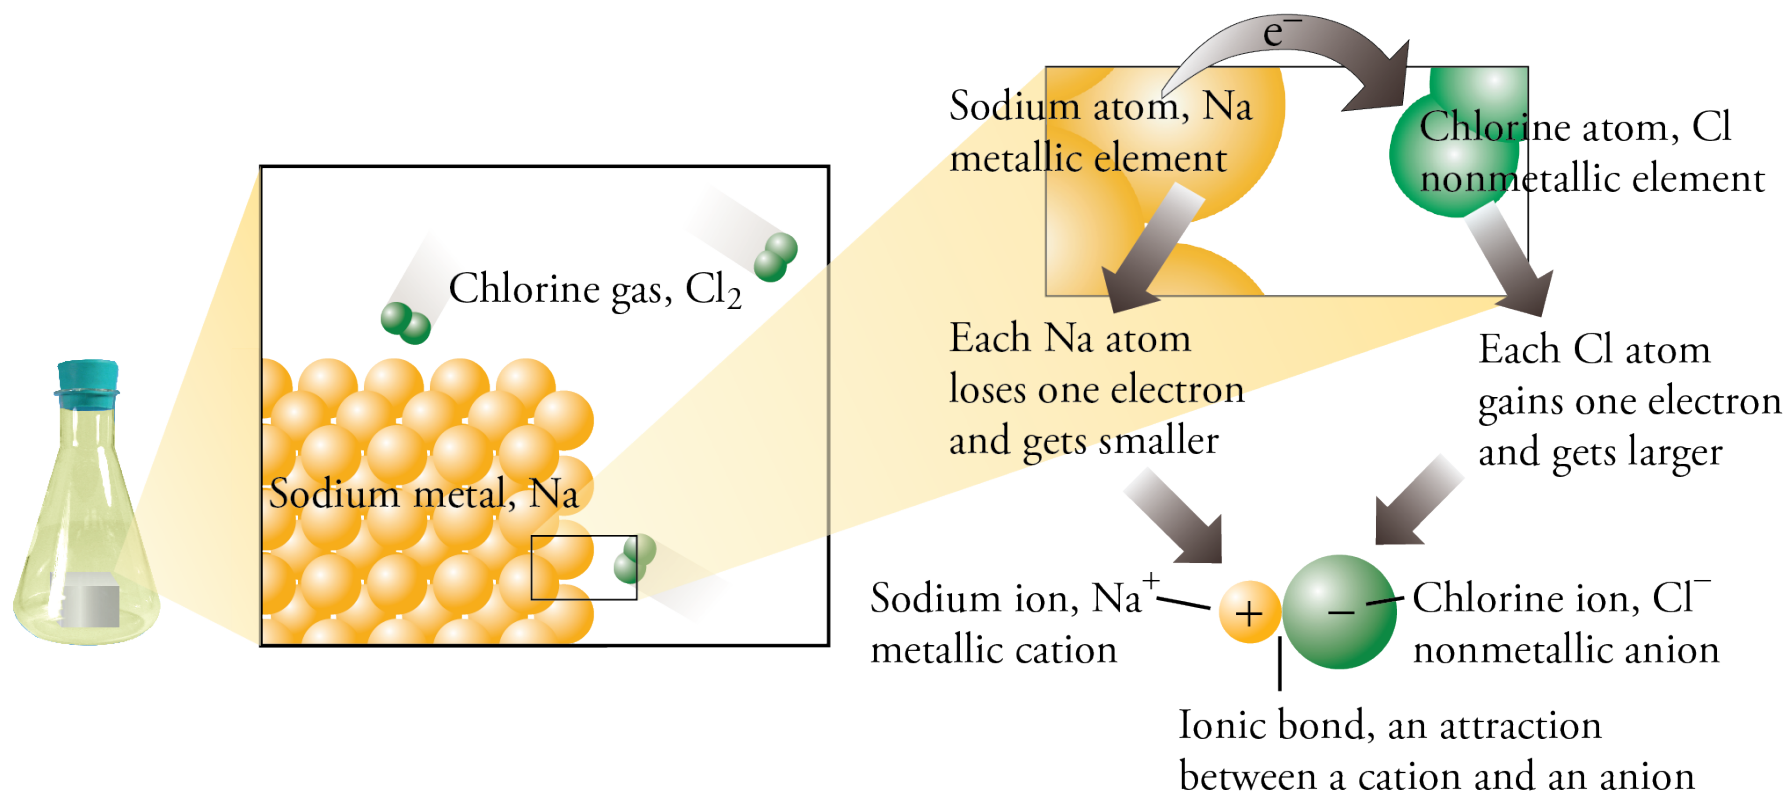 Chlorine gas, Cl₂
Sodium metal, Na
e⁻
Sodium atom, Na
metallic element
Chlorine atom, Cl
nonmetallic element
Each Na atom
loses one electron
and gets smaller
Each Cl atom
gains one electron
and gets larger
Sodium ion, Na⁺
metallic cation
+
−
Chlorine ion, Cl⁻
nonmetallic anion
Ionic bond, an attraction
between a cation and an anion